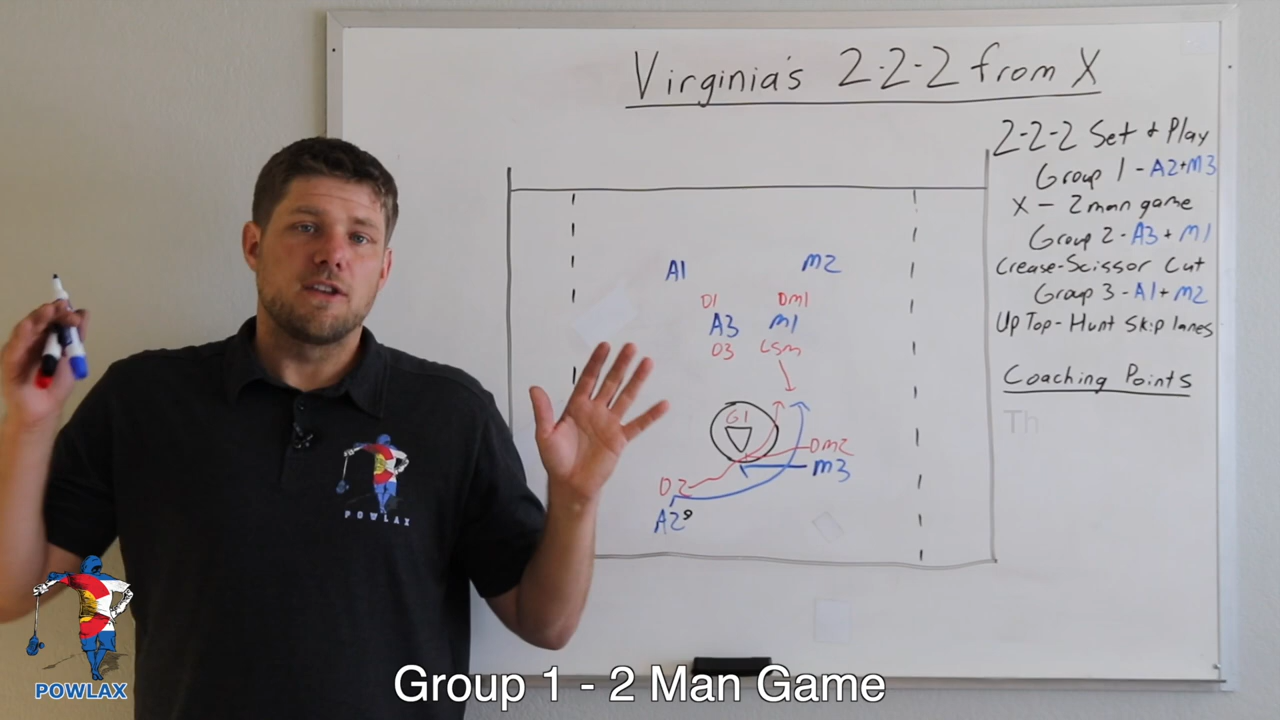 Virginia's 2-2-2 from X
2-2-2 Set + Play
Group 1 - A2+M3
X - 2 man game
Group 2 - A3 + M1
Crease-Scissor Cut
Group 3 - A1 + M2
Up Top - Hunt Skip lanes
Coaching Points
Th
A1 M2
D1 DM1
A3 M1
D3 LSM
G1
DM2
M3
D2
A2
POWLAX
POWLAX
Group 1 - 2 Man Game